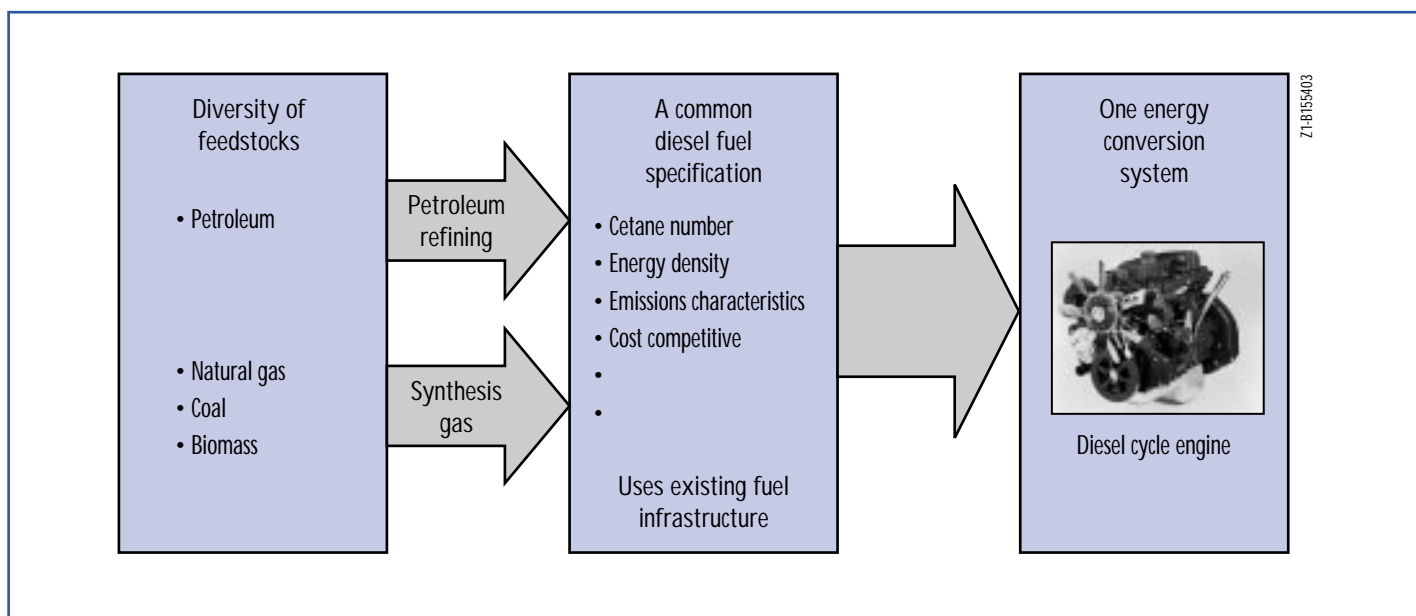 Diversity of
feedstocks
• Petroleum
• Natural gas
• Coal
• Biomass
Petroleum
refining
Synthesis
gas
A common
diesel fuel
specification
• Cetane number
• Energy density
• Emissions characteristics
• Cost competitive
•
•
Uses existing fuel
infrastructure
One energy
conversion
system
Diesel cycle engine
Z1-B155403